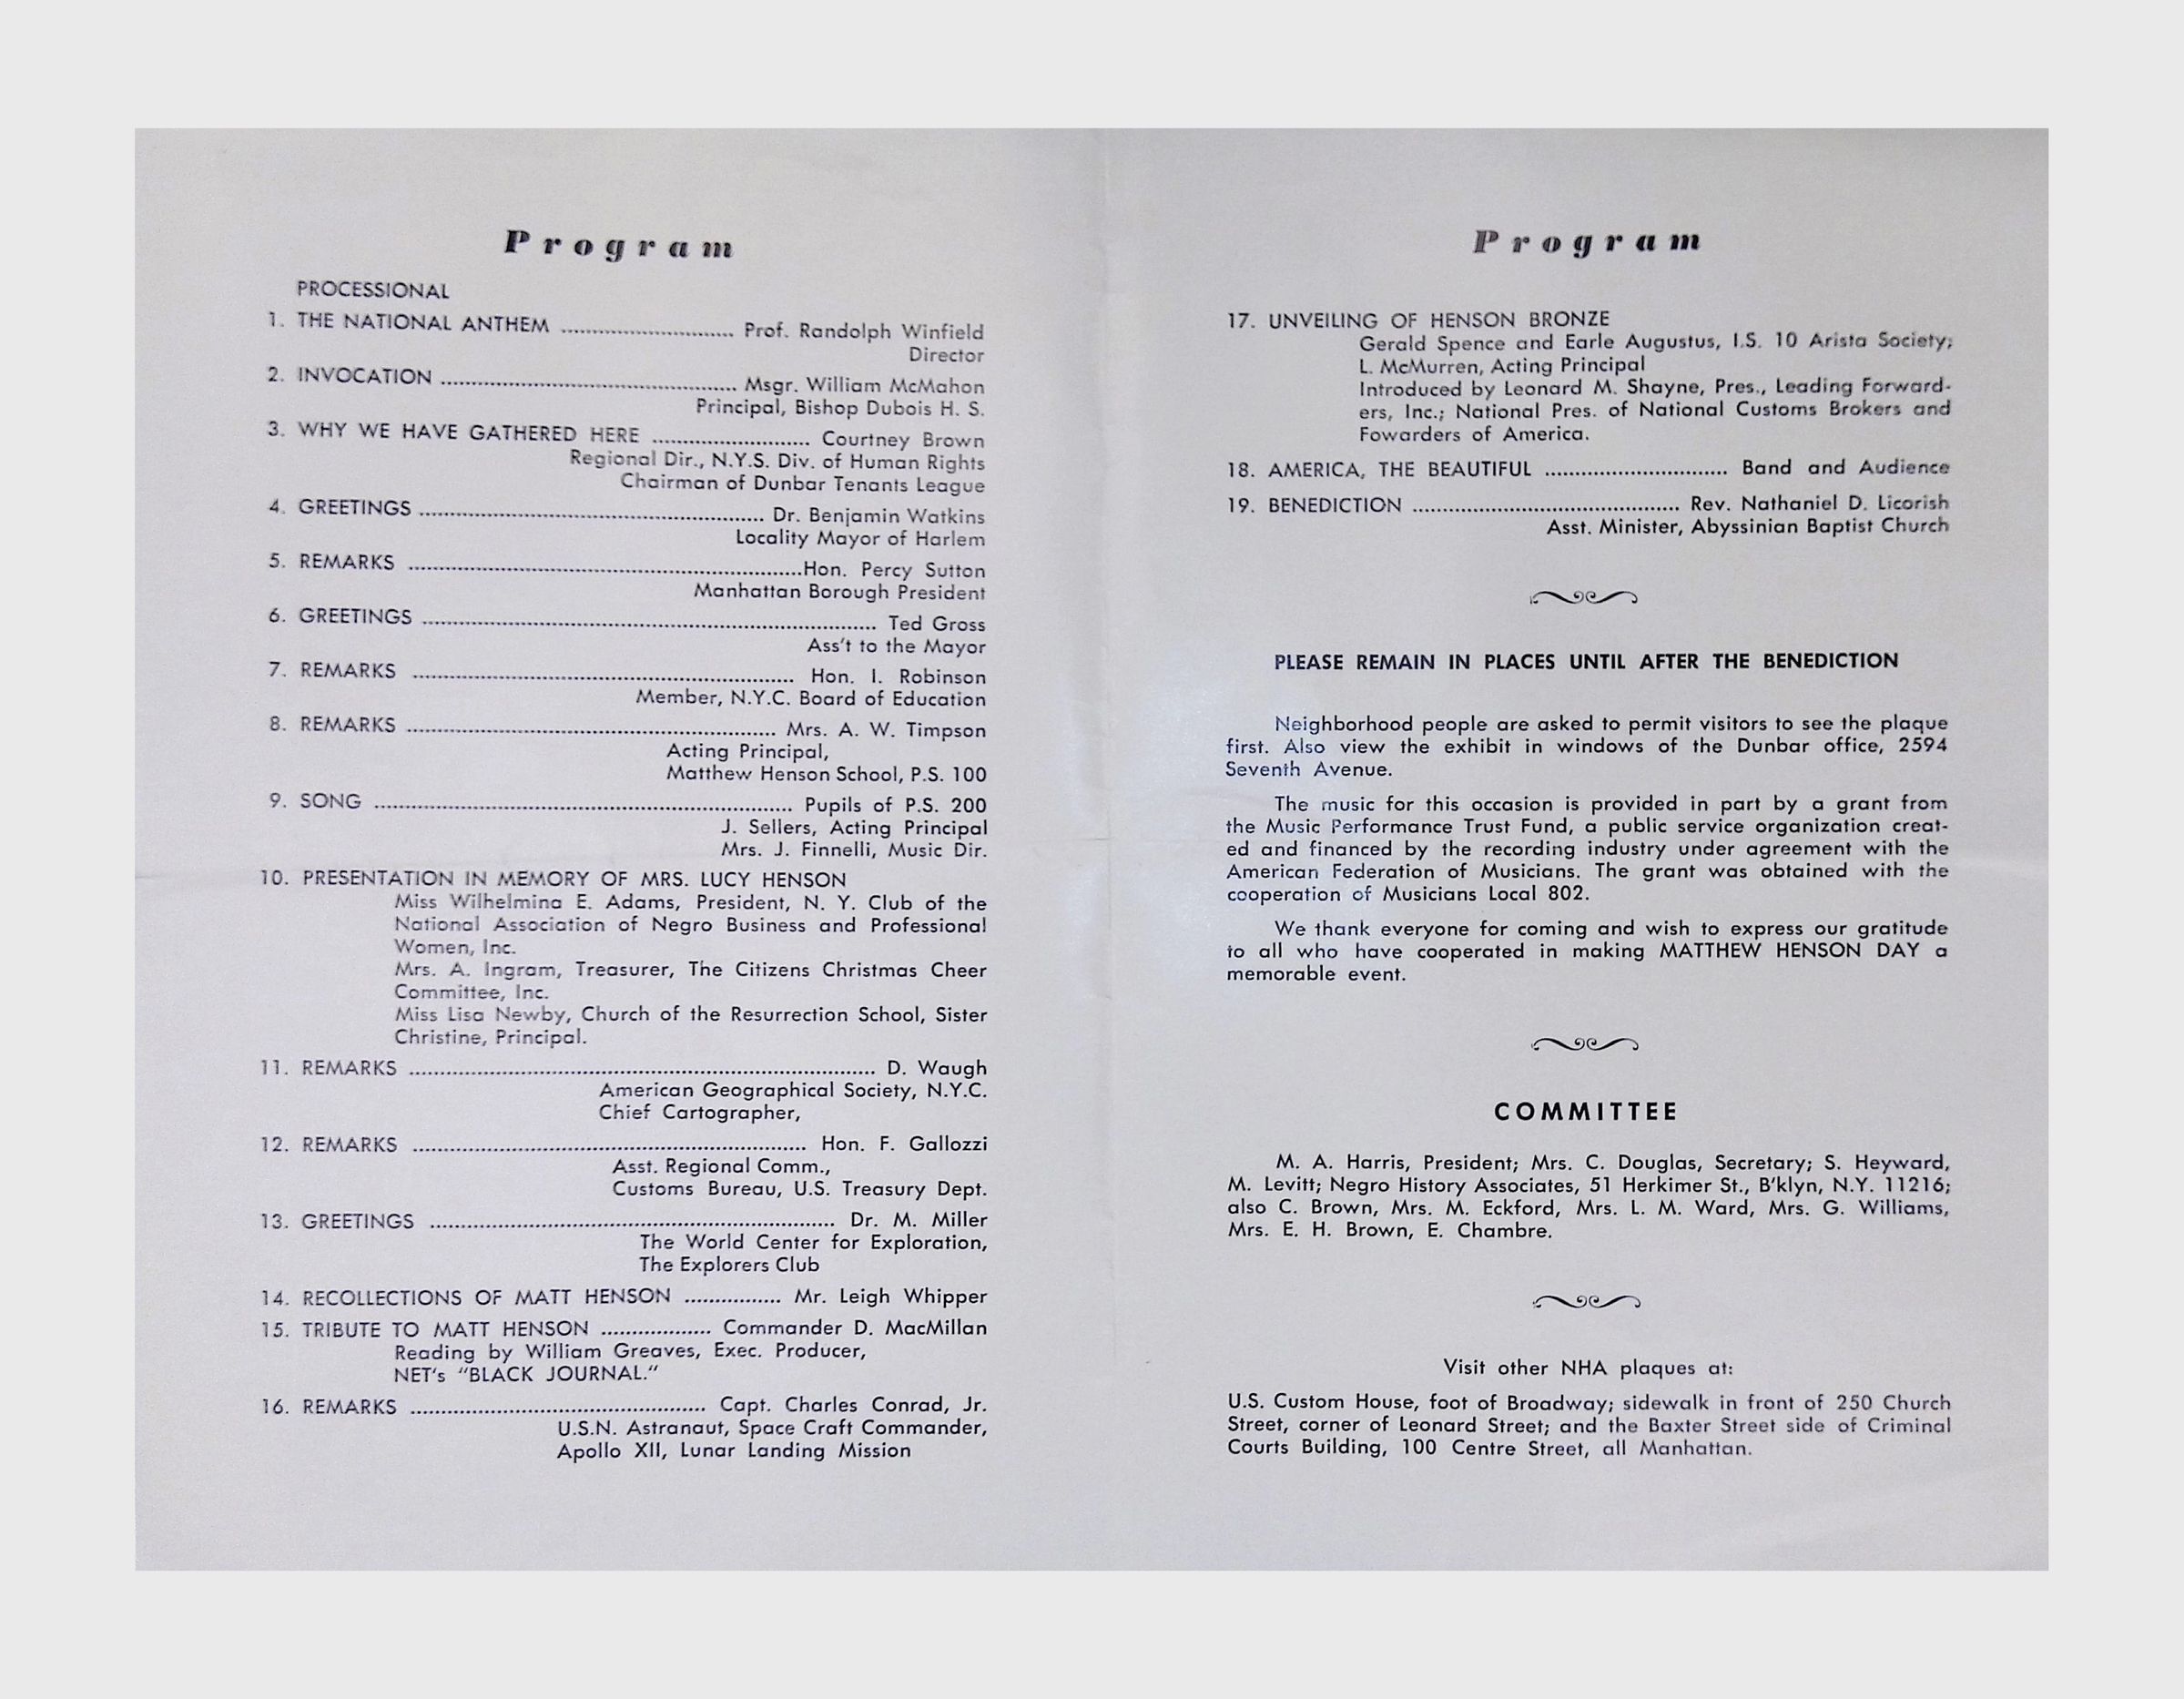 Program
PROCESSIONAL
1. THE NATIONAL ANTHEM ............................ Prof. Randolph Winfield
Director
2. INVOCATION ................................................ Msgr. William McMahon
Principal, Bishop Dubois H. S.
3. WHY WE HAVE GATHERED HERE .......................... Courtney Brown
Regional Dir., N.Y.S. Div. of Human Rights
Chairman of Dunbar Tenants League
4. GREETINGS ........................................................ Dr. Benjamin Watkins
Locality Mayor of Harlem
5. REMARKS ................................................................Hon. Percy Sutton
Manhattan Borough President
6. GREETINGS .......................................................................... Ted Gross
Ass't to the Mayor
7. REMARKS .............................................................. Hon. I. Robinson
Member, N.Y.C. Board of Education
8. REMARKS ............................................................ Mrs. A. W. Timpson
Acting Principal,
Matthew Henson School, P.S. 100
9. SONG .................................................................... Pupils of P.S. 200
J. Sellers, Acting Principal
Mrs. J. Finnelli, Music Dir.
10. PRESENTATION IN MEMORY OF MRS. LUCY HENSON
Miss Wilhelmina E. Adams, President, N. Y. Club of the
National Association of Negro Business and Professional
Women, Inc.
Mrs. A. Ingram, Treasurer, The Citizens Christmas Cheer
Committee, Inc.
Miss Lisa Newby, Church of the Resurrection School, Sister
Christine, Principal.
11. REMARKS ............................................................................ D. Waugh
American Geographical Society, N.Y.C.
Chief Cartographer,
12. REMARKS ................................................................ Hon. F. Gallozzi
Asst. Regional Comm.,
Customs Bureau, U.S. Treasury Dept.
13. GREETINGS .................................................................. Dr. M. Miller
The World Center for Exploration,
The Explorers Club
14. RECOLLECTIONS OF MATT HENSON ................ Mr. Leigh Whipper
15. TRIBUTE TO MATT HENSON .................. Commander D. MacMillan
Reading by William Greaves, Exec. Producer,
NET's "BLACK JOURNAL."
16. REMARKS ................................................ Capt. Charles Conrad, Jr.
U.S.N. Astranaut, Space Craft Commander,
Apollo XII, Lunar Landing Mission
Program
17. UNVEILING OF HENSON BRONZE
Gerald Spence and Earle Augustus, I.S. 10 Arista Society;
L. McMurren, Acting Principal
Introduced by Leonard M. Shayne, Pres., Leading Forward-
ers, Inc.; National Pres. of National Customs Brokers and
Fowarders of America.
18. AMERICA, THE BEAUTIFUL .............................. Band and Audience
19. BENEDICTION ............................................ Rev. Nathaniel D. Licorish
Asst. Minister, Abyssinian Baptist Church
PLEASE REMAIN IN PLACES UNTIL AFTER THE BENEDICTION
Neighborhood people are asked to permit visitors to see the plaque
first. Also view the exhibit in windows of the Dunbar office, 2594
Seventh Avenue.
The music for this occasion is provided in part by a grant from
the Music Performance Trust Fund, a public service organization creat-
ed and financed by the recording industry under agreement with the
American Federation of Musicians. The grant was obtained with the
cooperation of Musicians Local 802.
We thank everyone for coming and wish to express our gratitude
to all who have cooperated in making MATTHEW HENSON DAY a
memorable event.
COMMITTEE
M. A. Harris, President; Mrs. C. Douglas, Secretary; S. Heyward,
M. Levitt; Negro History Associates, 51 Herkimer St., B'klyn, N.Y. 11216;
also C. Brown, Mrs. M. Eckford, Mrs. L. M. Ward, Mrs. G. Williams,
Mrs. E. H. Brown, E. Chambre.
Visit other NHA plaques at:
U.S. Custom House, foot of Broadway; sidewalk in front of 250 Church
Street, corner of Leonard Street; and the Baxter Street side of Criminal
Courts Building, 100 Centre Street, all Manhattan.